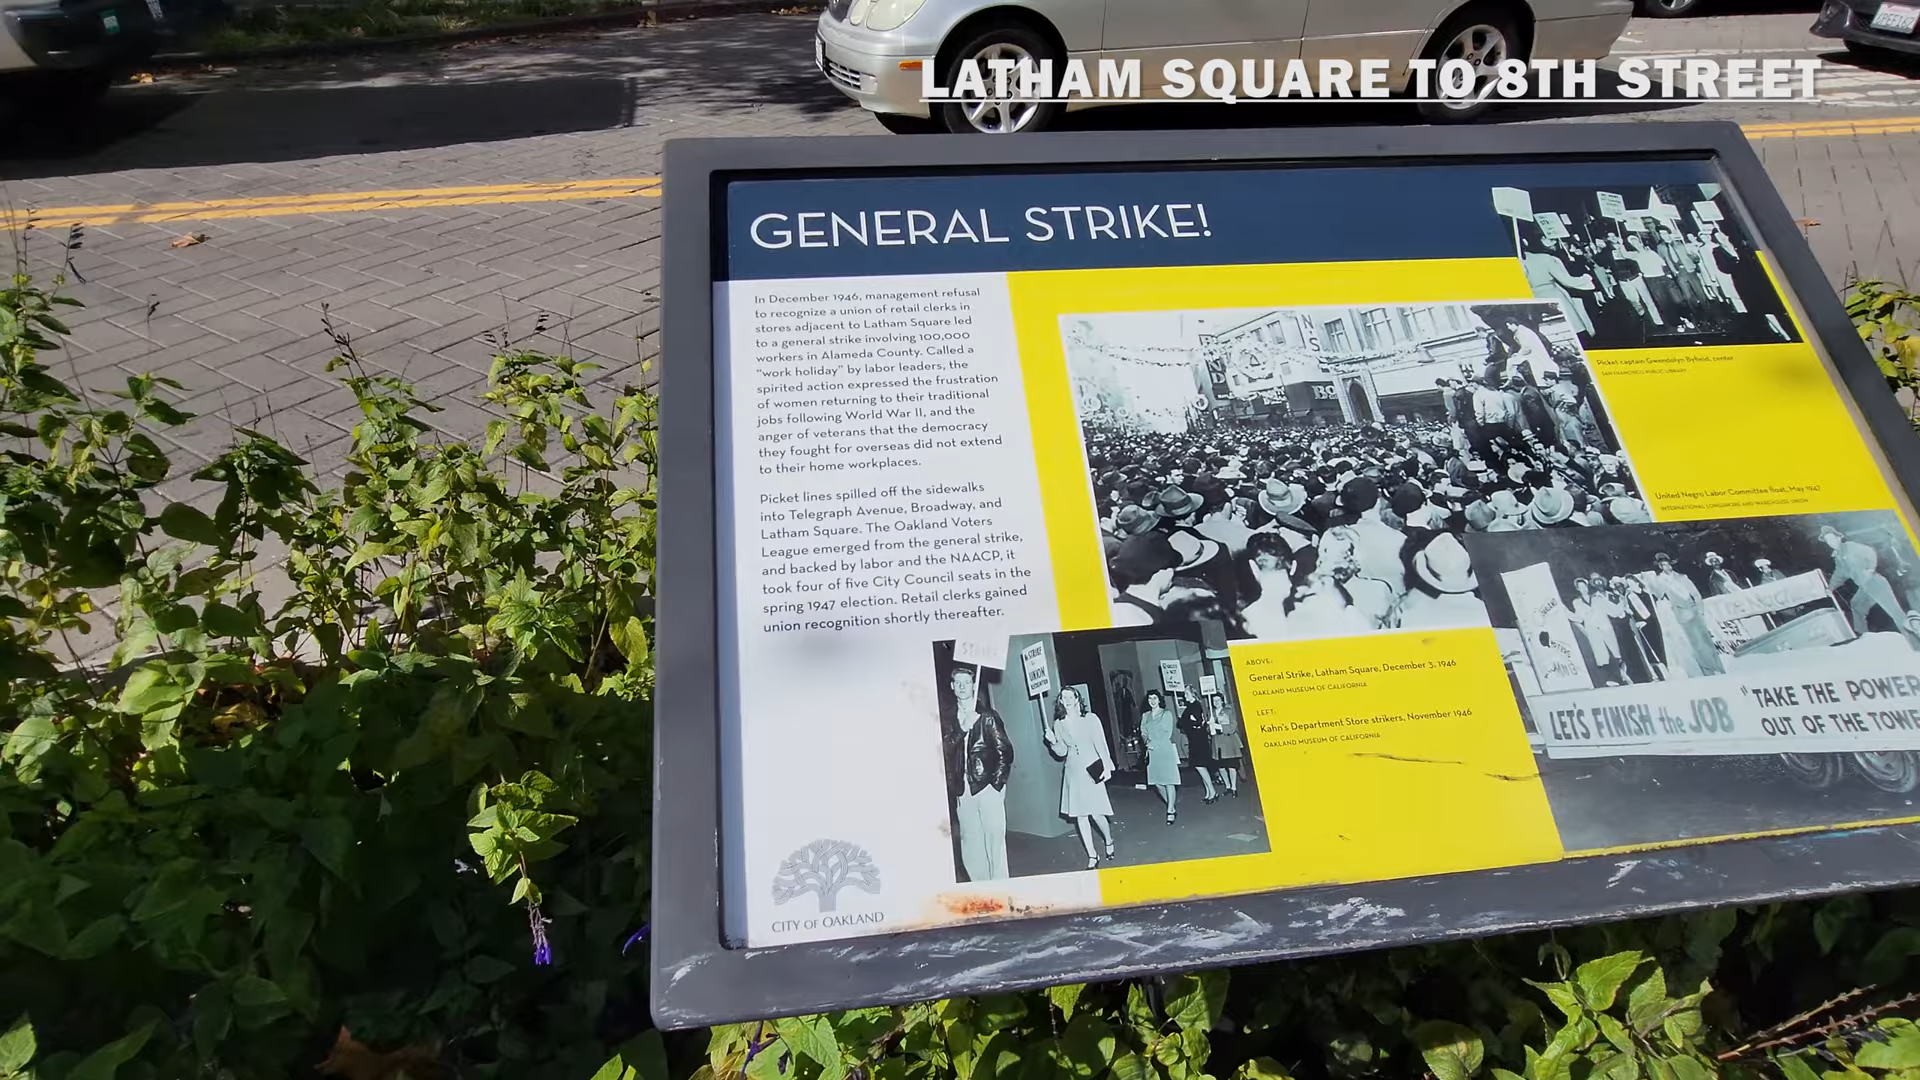 LATHAM SQUARE TO 8TH STREET
GENERAL STRIKE!
In December 1946, management refusal
to recognize a union of retail clerks in
stores adjacent to Latham Square led
to a general strike involving 100,000
workers in Alameda County. Called a
"work holiday" by labor leaders, the
spirited action expressed the frustration
of women returning to their traditional
jobs following World War II, and the
anger of veterans that the democracy
they fought for overseas did not extend
to their home workplaces.
Picket lines spilled off the sidewalks
into Telegraph Avenue, Broadway, and
Latham Square. The Oakland Voters
League emerged from the general strike,
and backed by labor and the NAACP, it
took four of five City Council seats in the
spring 1947 election. Retail clerks gained
union recognition shortly thereafter.
Picket captain Gwendolyn Byfield, center
SAN FRANCISCO PUBLIC LIBRARY
United Negro Labor Committee float, May 1947
INTERNATIONAL LONGSHORE AND WAREHOUSE UNION
ABOVE:
General Strike, Latham Square, December 3, 1946
OAKLAND MUSEUM OF CALIFORNIA
LEFT:
Kahn's Department Store strikers, November 1946
OAKLAND MUSEUM OF CALIFORNIA
STRIKE
STRIKE
UNION
LET'S FINISH the JOB
"TAKE THE POWER
OUT OF THE TOWE
CITY OF OAKLAND